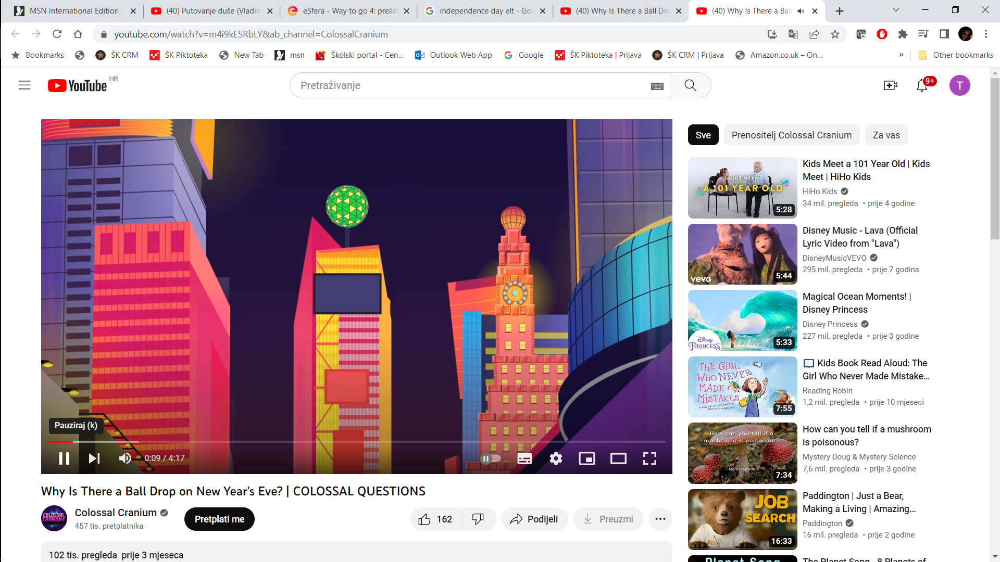 MSN International Edition -
(40) Putovanje duše (Vladim
eSfera - Way to go 4: prelist
independence day elt - Goo
(40) Why Is There a Ball Dro
(40) Why Is There a Ball
youtube.com/watch?v=m4i9kESRbLY&ab_channel=ColossalCranium
Bookmarks
ŠK CRM
ŠK Piktoteka
New Tab
msn
Školski portal - Cen...
Outlook Web App
Google
ŠK Piktoteka | Prijava
ŠK CRM | Prijava
Amazon.co.uk – On...
»
Other bookmarks
YouTube HR
Pretraživanje
9+
T
Sve
Prenositelj Colossal Cranium
Za vas
Pauziraj (k)
0:09 / 4:17
Why Is There a Ball Drop on New Year's Eve? | COLOSSAL QUESTIONS
COLOSSAL
CRANIUM
Colossal Cranium
457 tis. pretplatnika
Pretplati me
162
Podijeli
Preuzmi
102 tis. pregleda prije 3 mjeseca
KIDS MEET
A 101 YEAR OLD
5:28
Kids Meet a 101 Year Old | Kids
Meet | HiHo Kids
HiHo Kids
34 mil. pregleda • prije 4 godine
vevo
5:44
Disney Music - Lava (Official
Lyric Video from "Lava")
DisneyMusicVEVO
295 mil. pregleda • prije 7 godina
Disney
PRINCESS
5:33
Magical Ocean Moments! |
Disney Princess
Disney Princess
227 mil. pregleda • prije 3 godine
THE GIRL
WHO NEVER
MADE
MISTAKES
7:55
📖 Kids Book Read Aloud: The
Girl Who Never Made Mistake...
Reading Robin
1,2 mil. pregleda • prije 10 mjeseci
How can you tell if a
mushroom is poisonous?
- Isaiah, Grade 5
7:34
How can you tell if a mushroom
is poisonous?
Mystery Doug & Mystery Science
7,6 mil. pregleda • prije 3 godine
JOB
SEARCH
16:33
Paddington | Just a Bear,
Making a Living | Amazing...
Paddington
16 mil. pregleda • prije 2 godine
Planet Song
The Planet Song - 8 Planets of